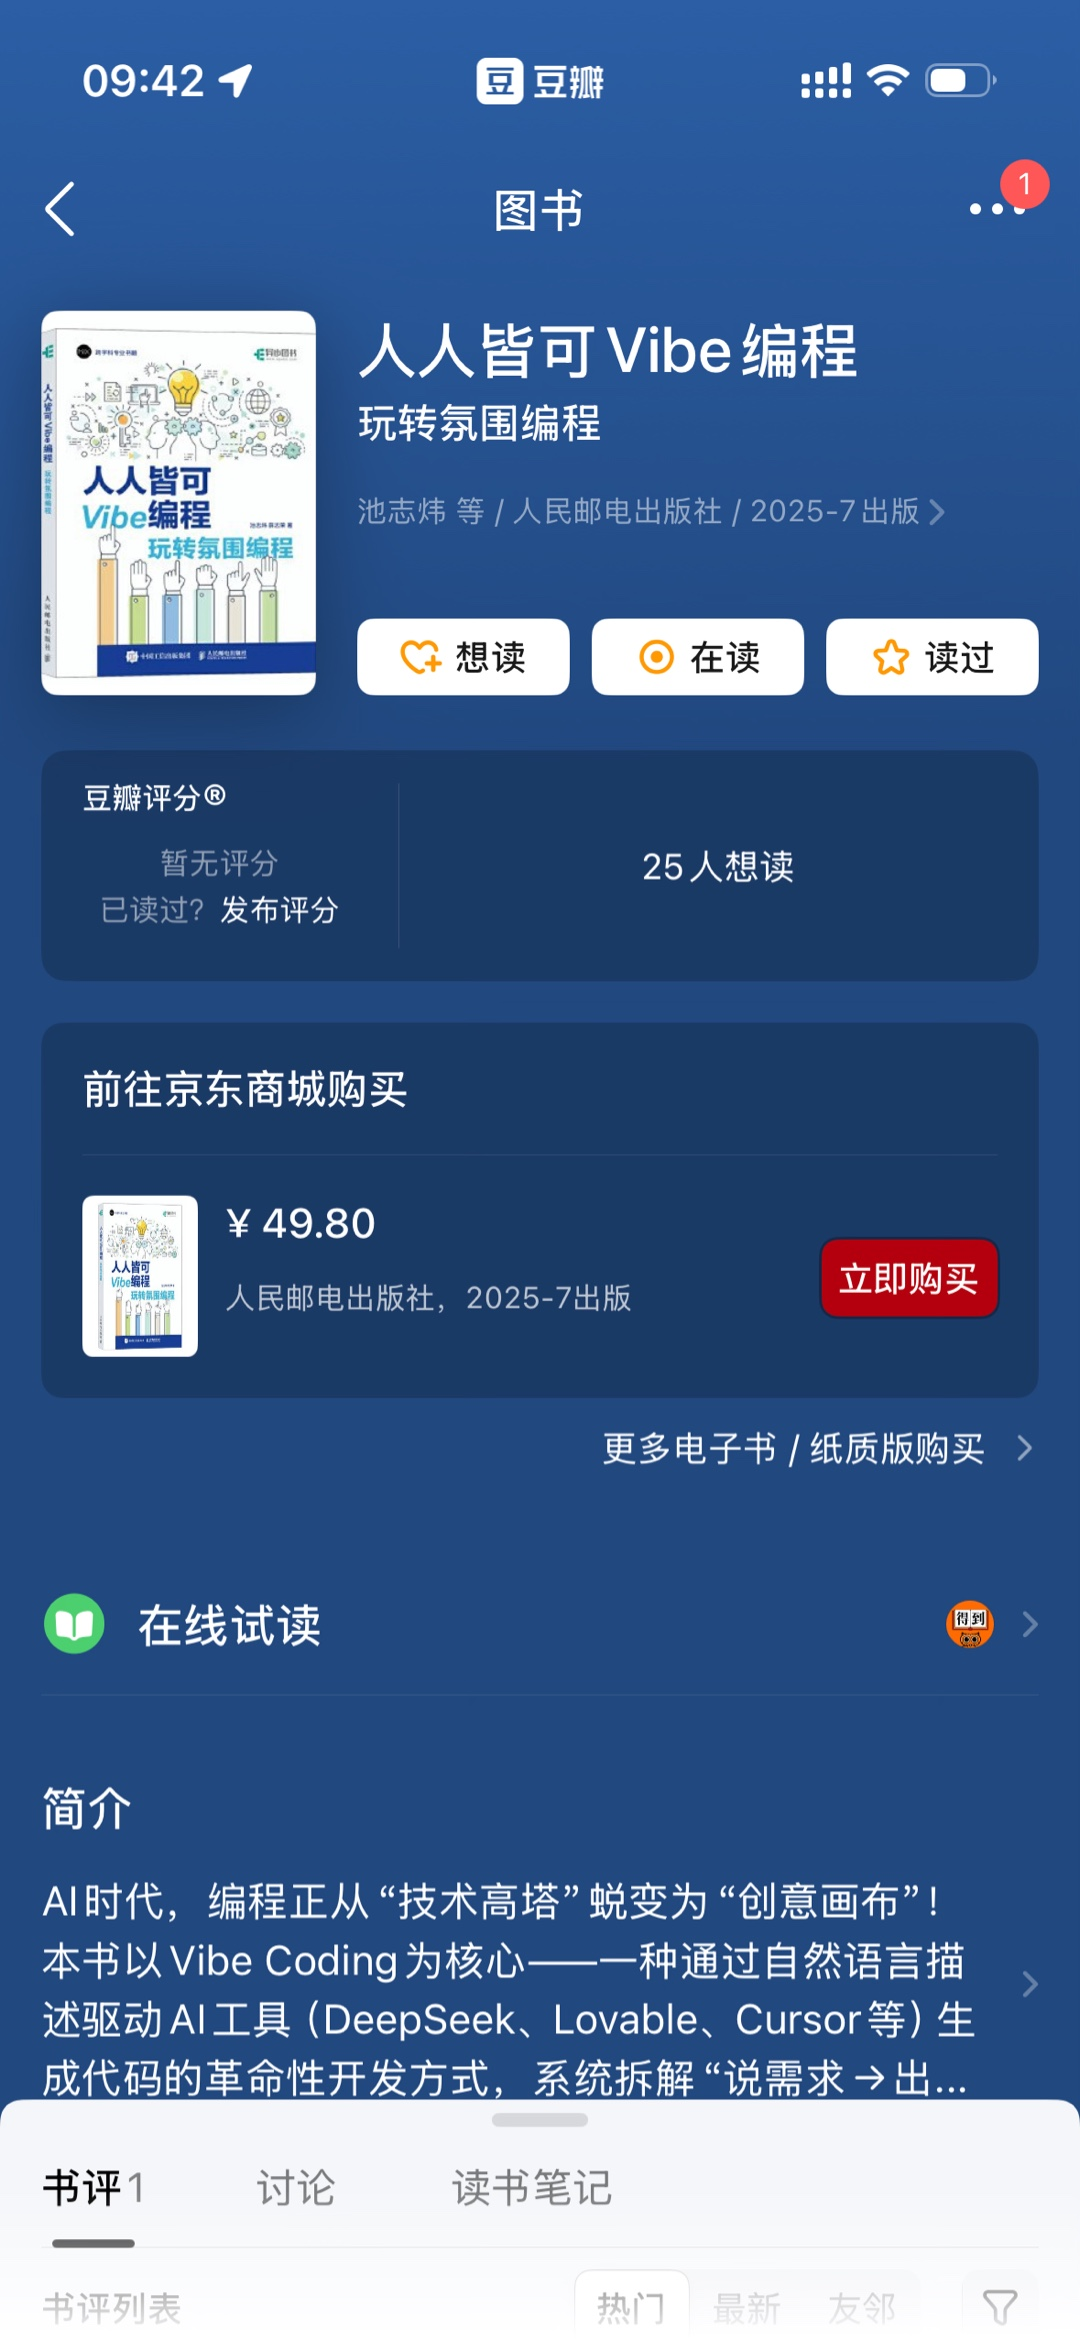 09:42
豆 豆瓣
图书
1
人人皆可Vibe编程
玩转氛围编程
池志炜 等 / 人民邮电出版社 / 2025-7出版
人人皆可
Vibe编程
玩转氛围编程
想读
在读
读过
豆瓣评分®
暂无评分
已读过? 发布评分
25人想读
前往京东商城购买
人人皆可
Vibe编程
玩转氛围编程
¥ 49.80
人民邮电出版社，2025-7出版
立即购买
更多电子书 / 纸质版购买
在线试读
得到
简介
AI时代，编程正从“技术高塔”蜕变为“创意画布”！
本书以Vibe Coding为核心——一种通过自然语言描
述驱动AI工具（DeepSeek、Lovable、Cursor等）生
成代码的革命性开发方式，系统拆解“说需求→出...
书评1
讨论
读书笔记
书评列表
热门
最新
友邻